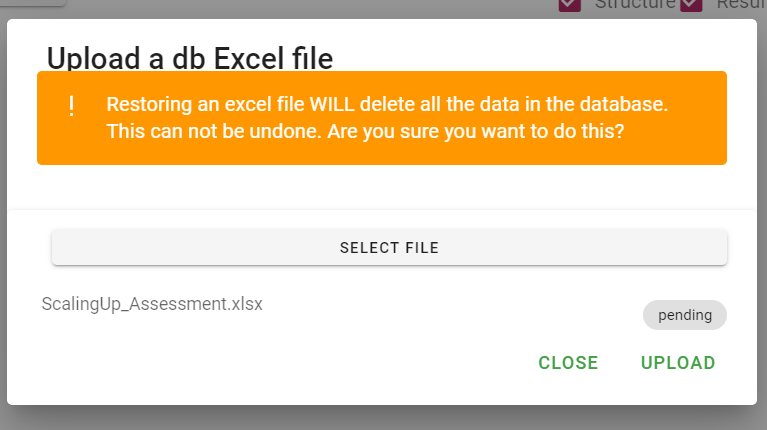 Structure
Upload a db Excel file
! Restoring an excel file WILL delete all the data in the database.
This can not be undone. Are you sure you want to do this?
SELECT FILE
ScalingUp_Assessment.xlsx
pending
CLOSE UPLOAD